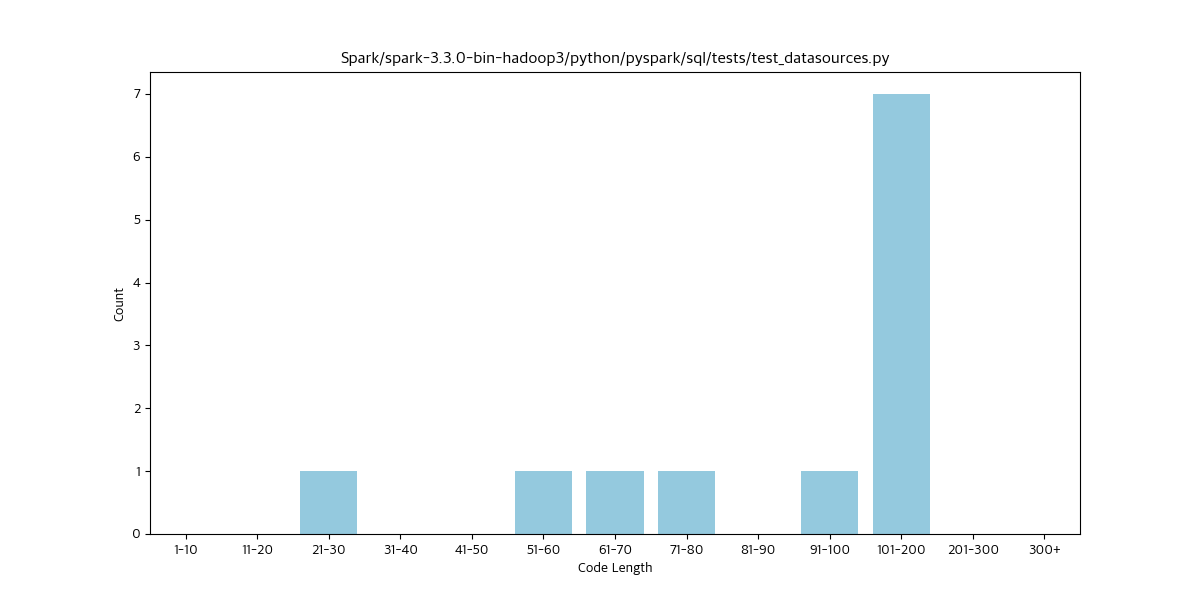 Spark/spark-3.3.0-bin-hadoop3/python/pyspark/sql/tests/test_datasources.py
7
6
5
4
3
2
1
0
Count
1-10 11-20 21-30 31-40 41-50 51-60 61-70 71-80 81-90 91-100 101-200 201-300 300+
Code Length